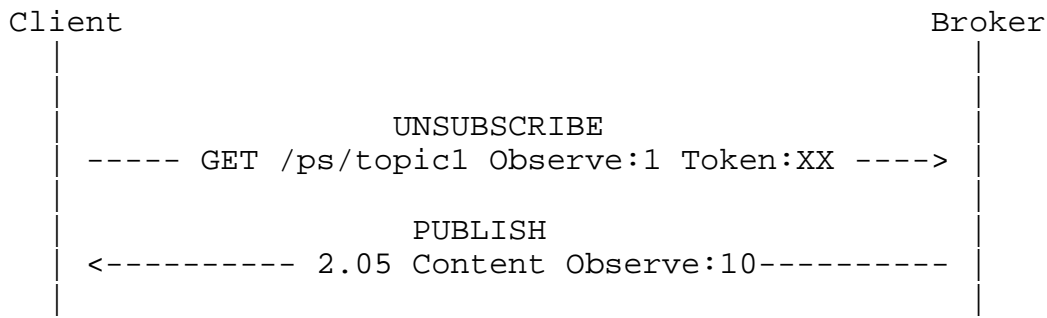 Client Broker
UNSUBSCRIBE
----- GET /ps/topic1 Observe:1 Token:XX ---->
PUBLISH
<---------- 2.05 Content Observe:10----------